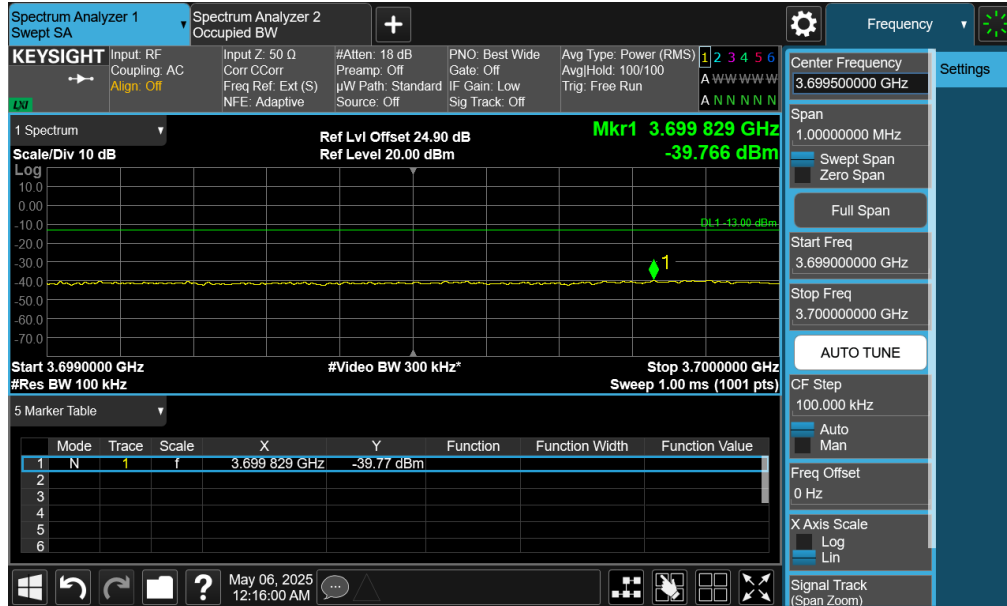 Spectrum Analyzer 1
Swept SA
Spectrum Analyzer 2
Occupied BW
+
Frequency
KEYSIGHT
LXI
Input: RF
Coupling: AC
Align: Off
Input Z: 50 Ω
Corr CCorr
Freq Ref: Ext (S)
NFE: Adaptive
#Atten: 18 dB
Preamp: Off
µW Path: Standard
Source: Off
PNO: Best Wide
Gate: Off
IF Gain: Low
Sig Track: Off
Avg Type: Power (RMS)
Avg|Hold: 100/100
Trig: Free Run
1 2 3 4 5 6
A W W W W W
A N N N N N
1 Spectrum
Scale/Div 10 dB
Ref Lvl Offset 24.90 dB
Ref Level 20.00 dBm
Mkr1 3.699 829 GHz
-39.766 dBm
Log
10.0
0.00
-10.0
-20.0
-30.0
-40.0
-50.0
-60.0
-70.0
DL1 -13.00 dBm
1
Start 3.6990000 GHz
#Res BW 100 kHz
#Video BW 300 kHz*
Stop 3.7000000 GHz
Sweep 1.00 ms (1001 pts)
5 Marker Table
Mode Trace Scale X Y Function Function Width Function Value
1 N 1 f 3.699 829 GHz -39.77 dBm
2
3
4
5
6
Center Frequency
3.699500000 GHz
Settings
Span
1.00000000 MHz
Swept Span
Zero Span
Full Span
Start Freq
3.699000000 GHz
Stop Freq
3.700000000 GHz
AUTO TUNE
CF Step
100.000 kHz
Auto
Man
Freq Offset
0 Hz
X Axis Scale
Log
Lin
Signal Track
(Span Zoom)
?
May 06, 2025
12:16:00 AM